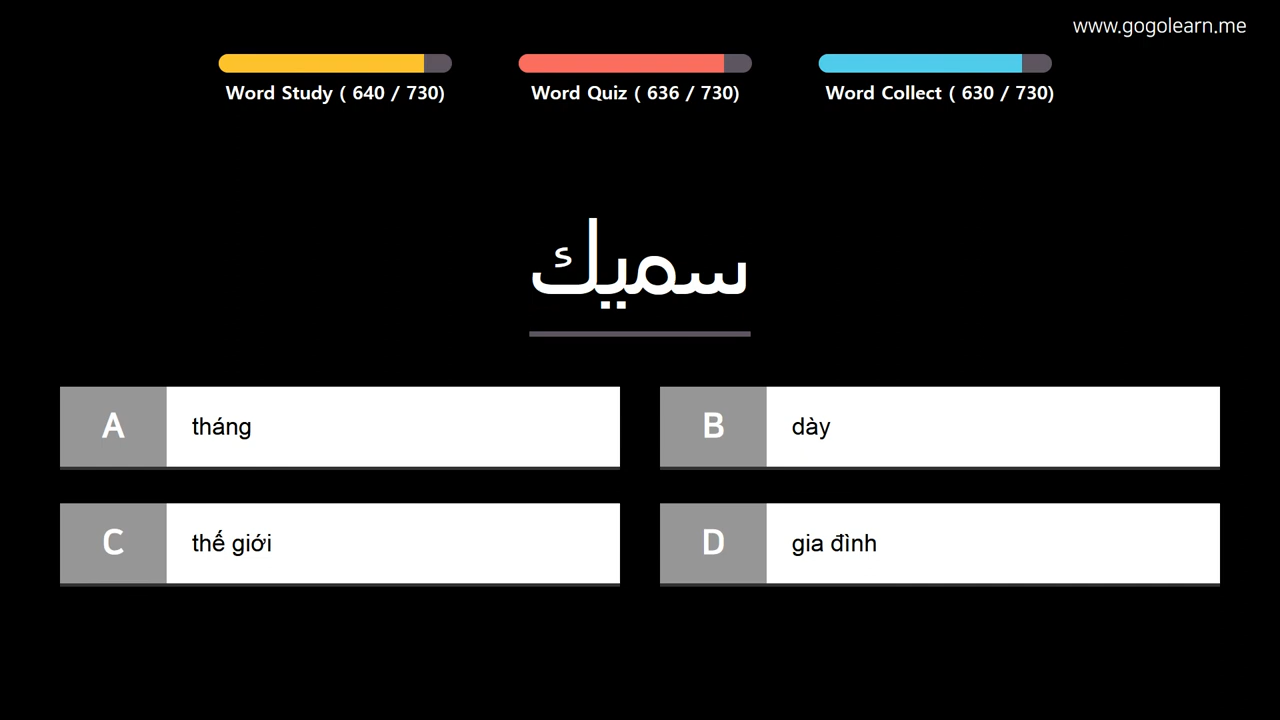 www.gogolearn.me
Word Study ( 640 / 730)
Word Quiz ( 636 / 730)
Word Collect ( 630 / 730)
سميك
A tháng
B dày
C thế giới
D gia đình